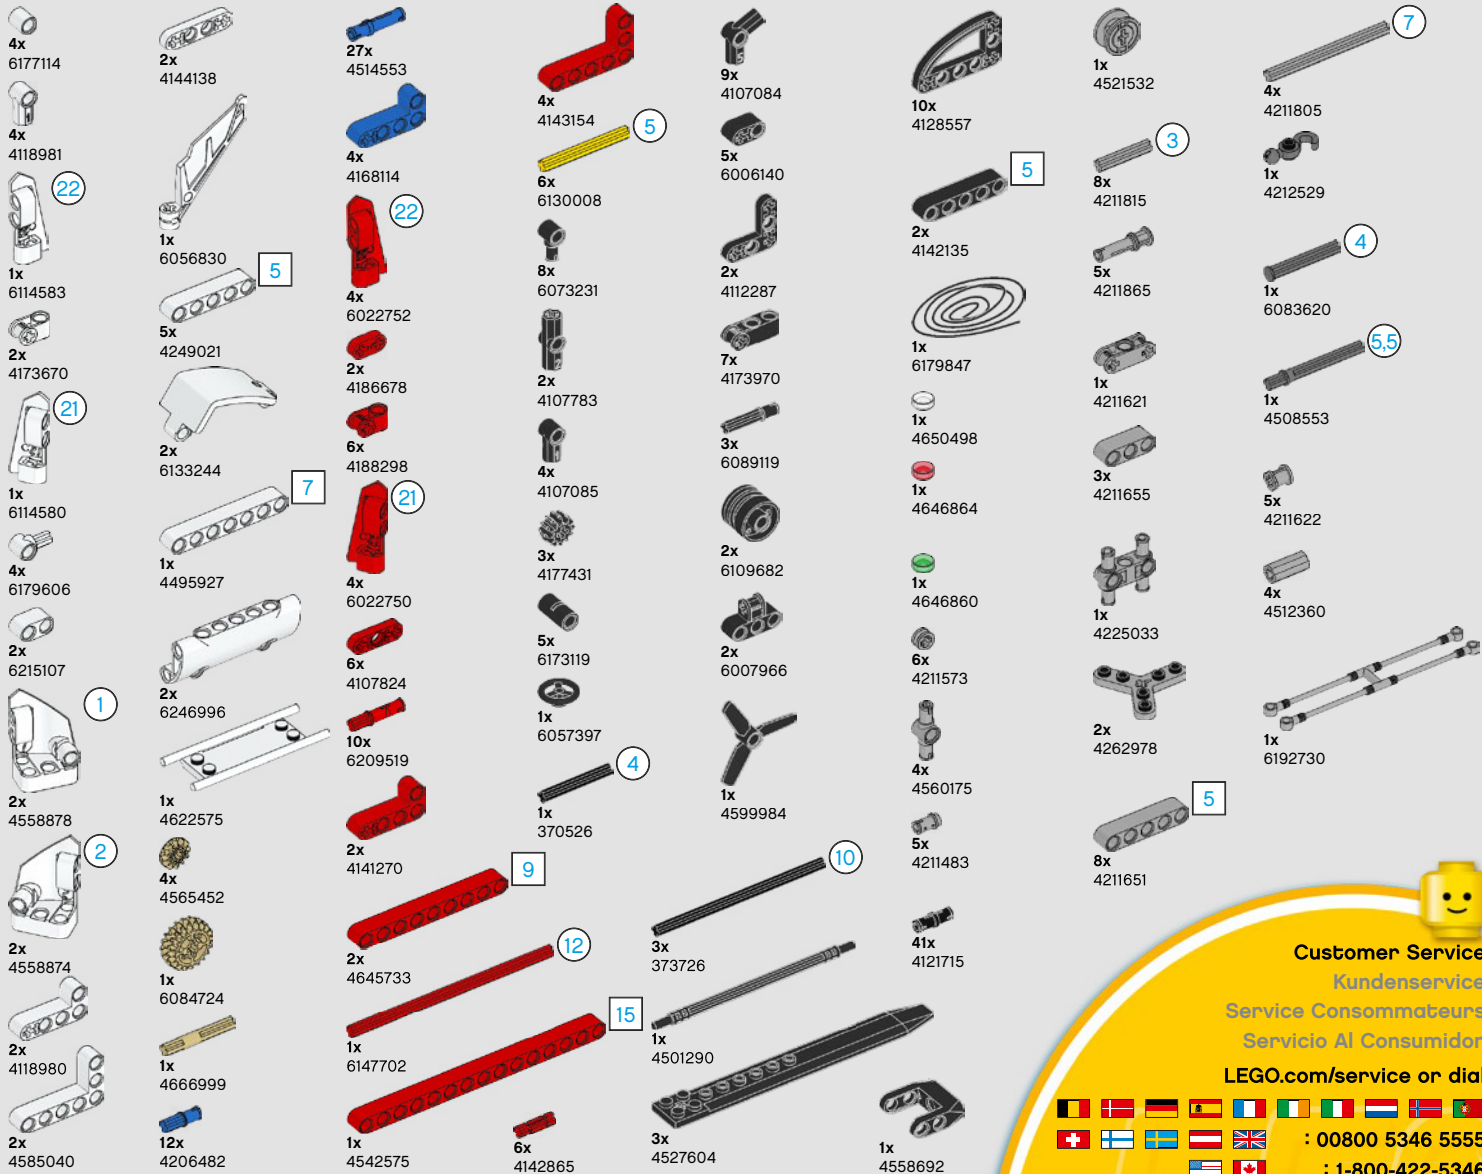 4x
6177114
4x
4118981
22
1x
6114583
2x
4173670
21
1x
6114580
4x
6179606
2x
6215107
1
2x
4558878
2
2x
4558874
2x
4118980
2x
4585040
2x
4144138
1x
6056830
5
5x
4249021
2x
6133244
7
1x
4495927
2x
6246996
1x
4622575
4x
4565452
1x
6084724
1x
4666999
12x
4206482
27x
4514553
4x
4168114
22
4x
6022752
2x
4186678
6x
4188298
21
4x
6022750
6x
4107824
10x
6209519
2x
4141270
9
2x
4645733
12
1x
6147702
15
1x
4542575
4x
4143154
5
6x
6130008
8x
6073231
2x
4107783
4x
4107085
3x
4177431
5x
6173119
1x
6057397
4
1x
370526
6x
4142865
9x
4107084
5x
6006140
2x
4112287
7x
4173970
3x
6089119
2x
6109682
2x
6007966
1x
4599984
10
3x
373726
1x
4501290
3x
4527604
10x
4128557
5
2x
4142135
1x
6179847
1x
4650498
1x
4646864
1x
4646860
6x
4211573
4x
4560175
5x
4211483
41x
4121715
1x
4558692
1x
4521532
3
8x
4211815
5x
4211865
1x
4211621
3x
4211655
1x
4225033
2x
4262978
5
8x
4211651
7
4x
4211805
1x
4212529
4
1x
6083620
5,5
1x
4508553
5x
4211622
4x
4512360
1x
6192730
Customer Service
Kundenservice
Service Consommateurs
Servicio Al Consumidor
LEGO.com/service or dial
: 00800 5346 5555
: 1-800-422-5346